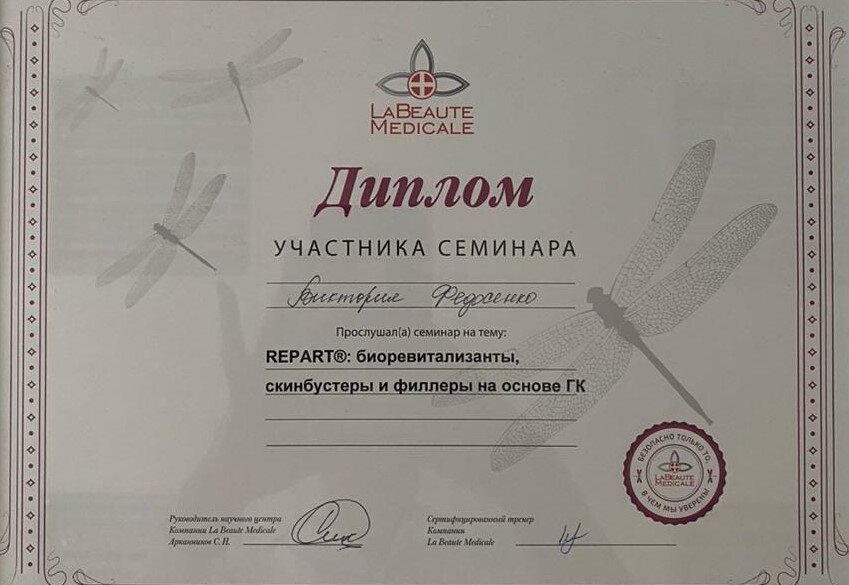 LABEAUTE
MEDICALE
Диплом
УЧАСТНИКА СЕМИНАРА
Виктория Федосенко
Прослушал(а) семинар на тему:
REPART®: биоревитализанты,
скинбустеры и филлеры на основе ГК
БЕЗОПАСНО ТОЛЬКО ТО,
LABEAUTE
MEDICALE
В ЧЕМ МЫ УВЕРЕНЫ
Руководитель научного центра
Компании La Beaute Medicale
Арканников С. Н.
Сертифицированный тренер
Компании
La Beaute Medicale